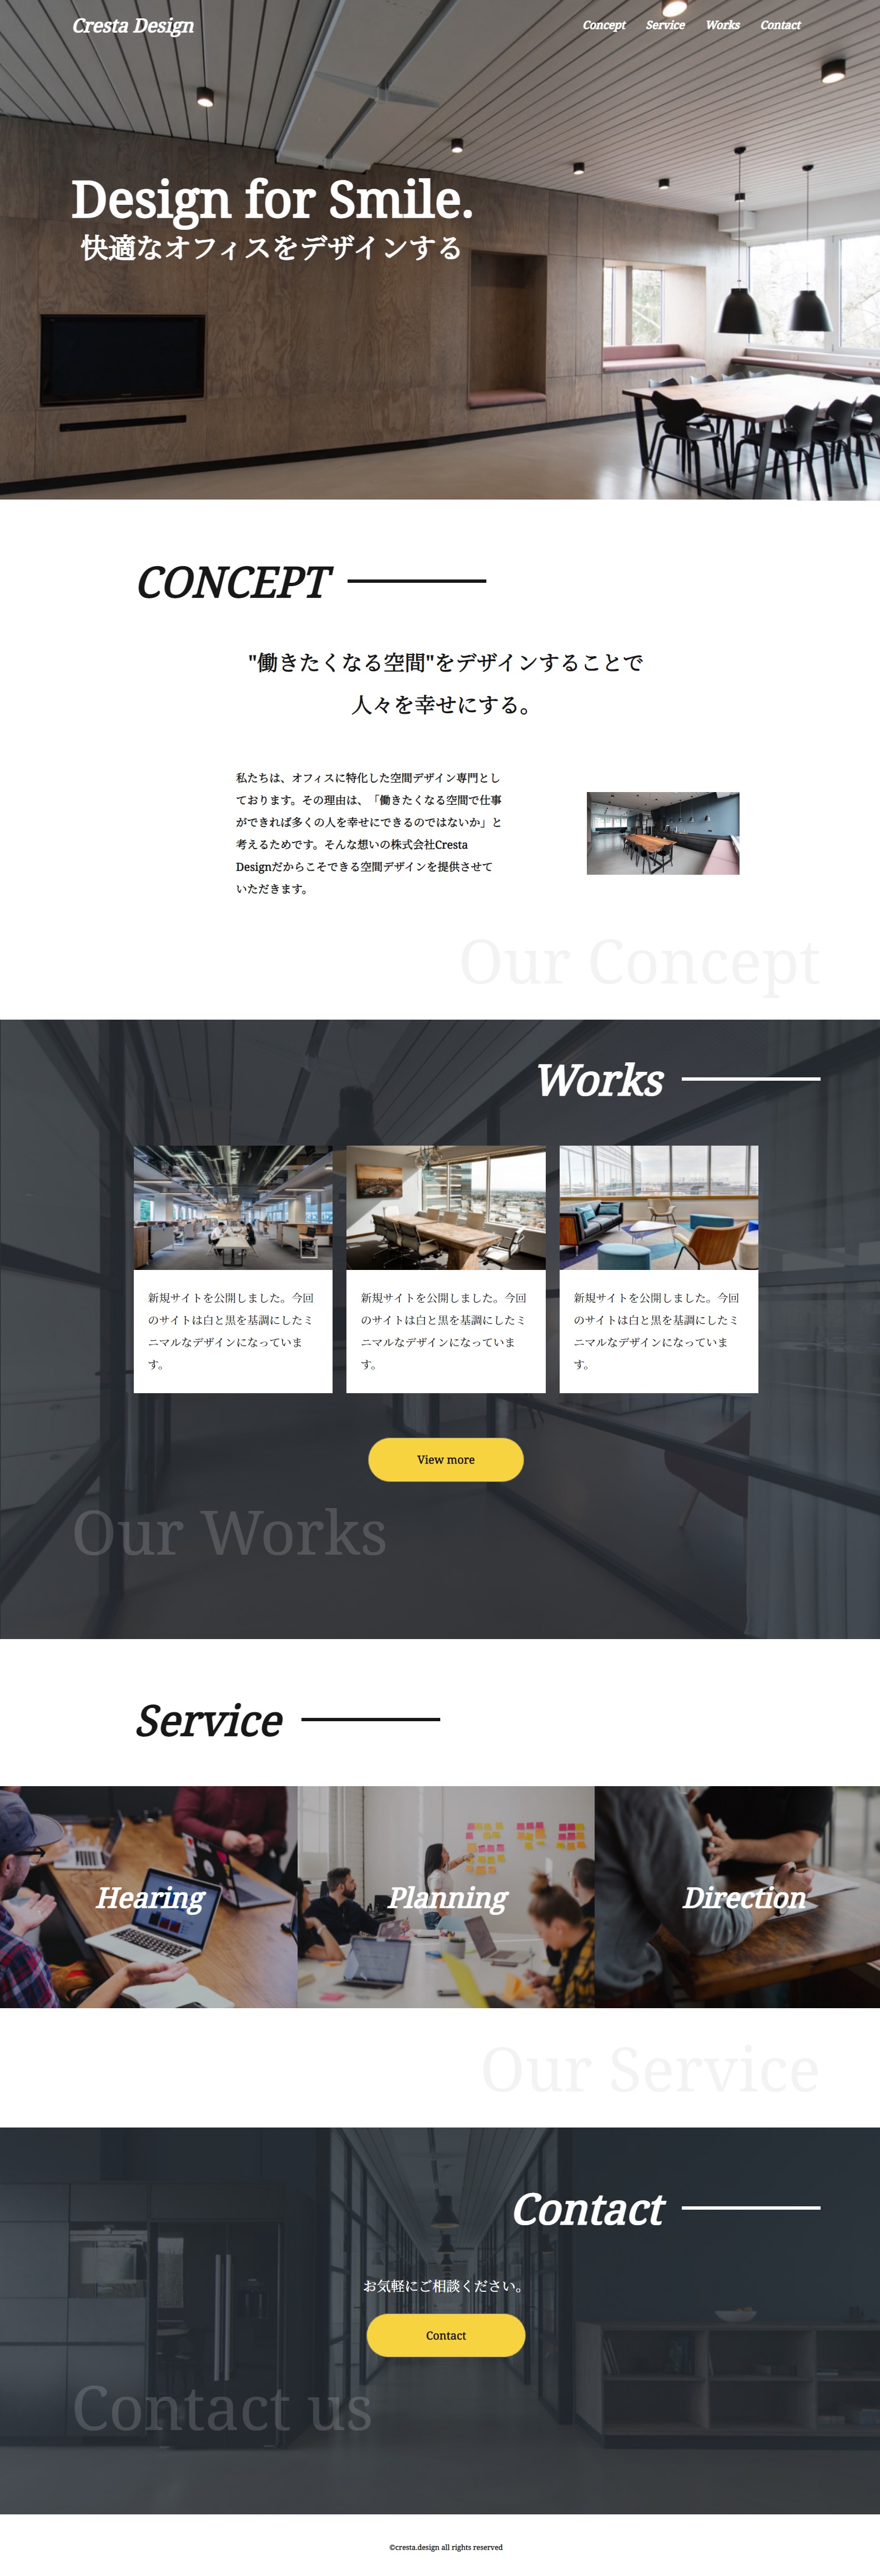 Cresta Design
Concept Service Works Contact
Design for Smile.
快適なオフィスをデザインする
CONCEPT
"働きたくなる空間"をデザインすることで
人々を幸せにする。
私たちは、オフィスに特化した空間デザイン専門とし
ております。その理由は、「働きたくなる空間で仕事
ができれば多くの人を幸せにできるのではないか」と
考えるためです。そんな想いの株式会社Cresta
Designだからこそできる空間デザインを提供させて
いただきます。
Our Concept
Works
新規サイトを公開しました。今回
のサイトは白と黒を基調にしたミ
ニマルなデザインになっていま
す。
新規サイトを公開しました。今回
のサイトは白と黒を基調にしたミ
ニマルなデザインになっていま
す。
新規サイトを公開しました。今回
のサイトは白と黒を基調にしたミ
ニマルなデザインになっていま
す。
View more
Our Works
Service
Hearing
Planning
Direction
Our Service
Contact
お気軽にご相談ください。
Contact
Contact us
©cresta.design all rights reserved